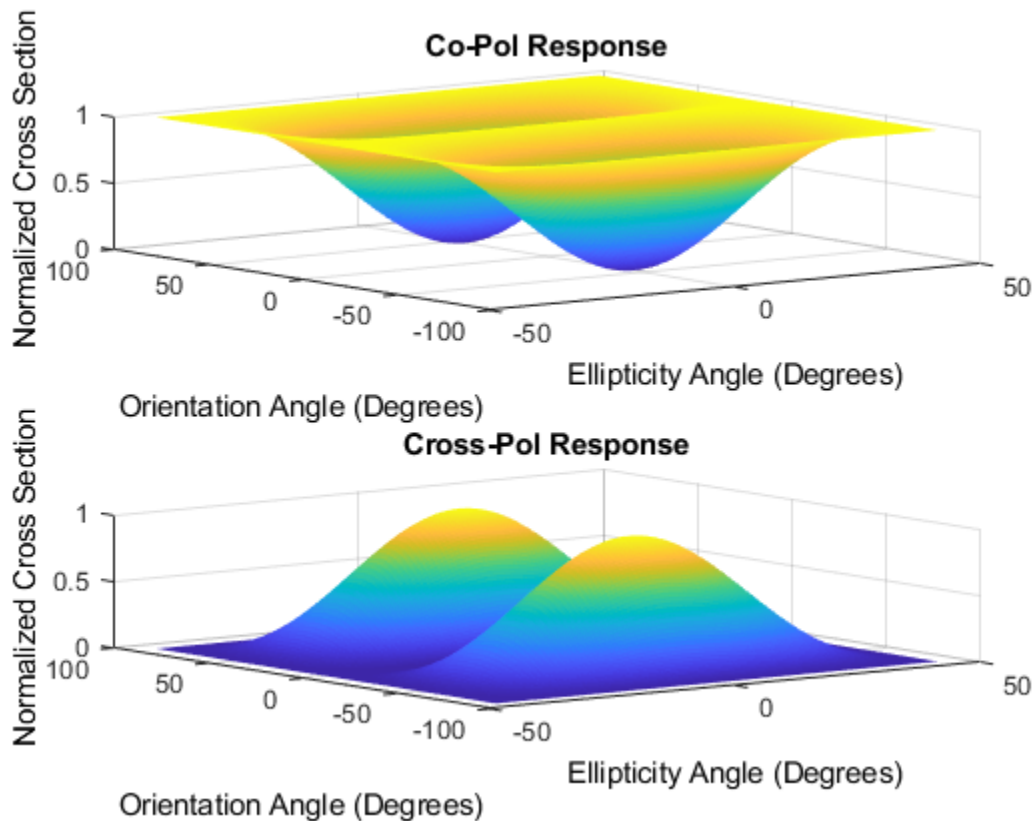 Co-Pol Response
Normalized Cross Section
1
0.5
0
100
50
0
-50
-100
-50
0
50
Ellipticity Angle (Degrees)
Orientation Angle (Degrees)
Cross-Pol Response
Normalized Cross Section
1
0.5
0
100
50
0
-50
-100
-50
0
50
Ellipticity Angle (Degrees)
Orientation Angle (Degrees)